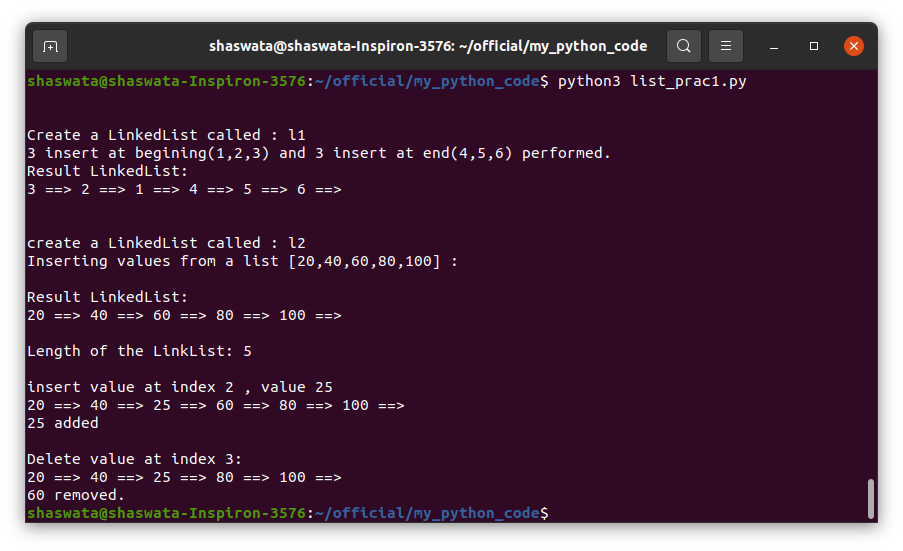 shaswata@shaswata-Inspiron-3576: ~/official/my_python_code
shaswata@shaswata-Inspiron-3576:~/official/my_python_code$ python3 list_prac1.py
Create a LinkedList called : l1
3 insert at begining(1,2,3) and 3 insert at end(4,5,6) performed.
Result LinkedList:
3 ==> 2 ==> 1 ==> 4 ==> 5 ==> 6 ==>
create a LinkedList called : l2
Inserting values from a list [20,40,60,80,100] :
Result LinkedList:
20 ==> 40 ==> 60 ==> 80 ==> 100 ==>
Length of the LinkList: 5
insert value at index 2 , value 25
20 ==> 40 ==> 25 ==> 60 ==> 80 ==> 100 ==>
25 added
Delete value at index 3:
20 ==> 40 ==> 25 ==> 80 ==> 100 ==>
60 removed.
shaswata@shaswata-Inspiron-3576:~/official/my_python_code$